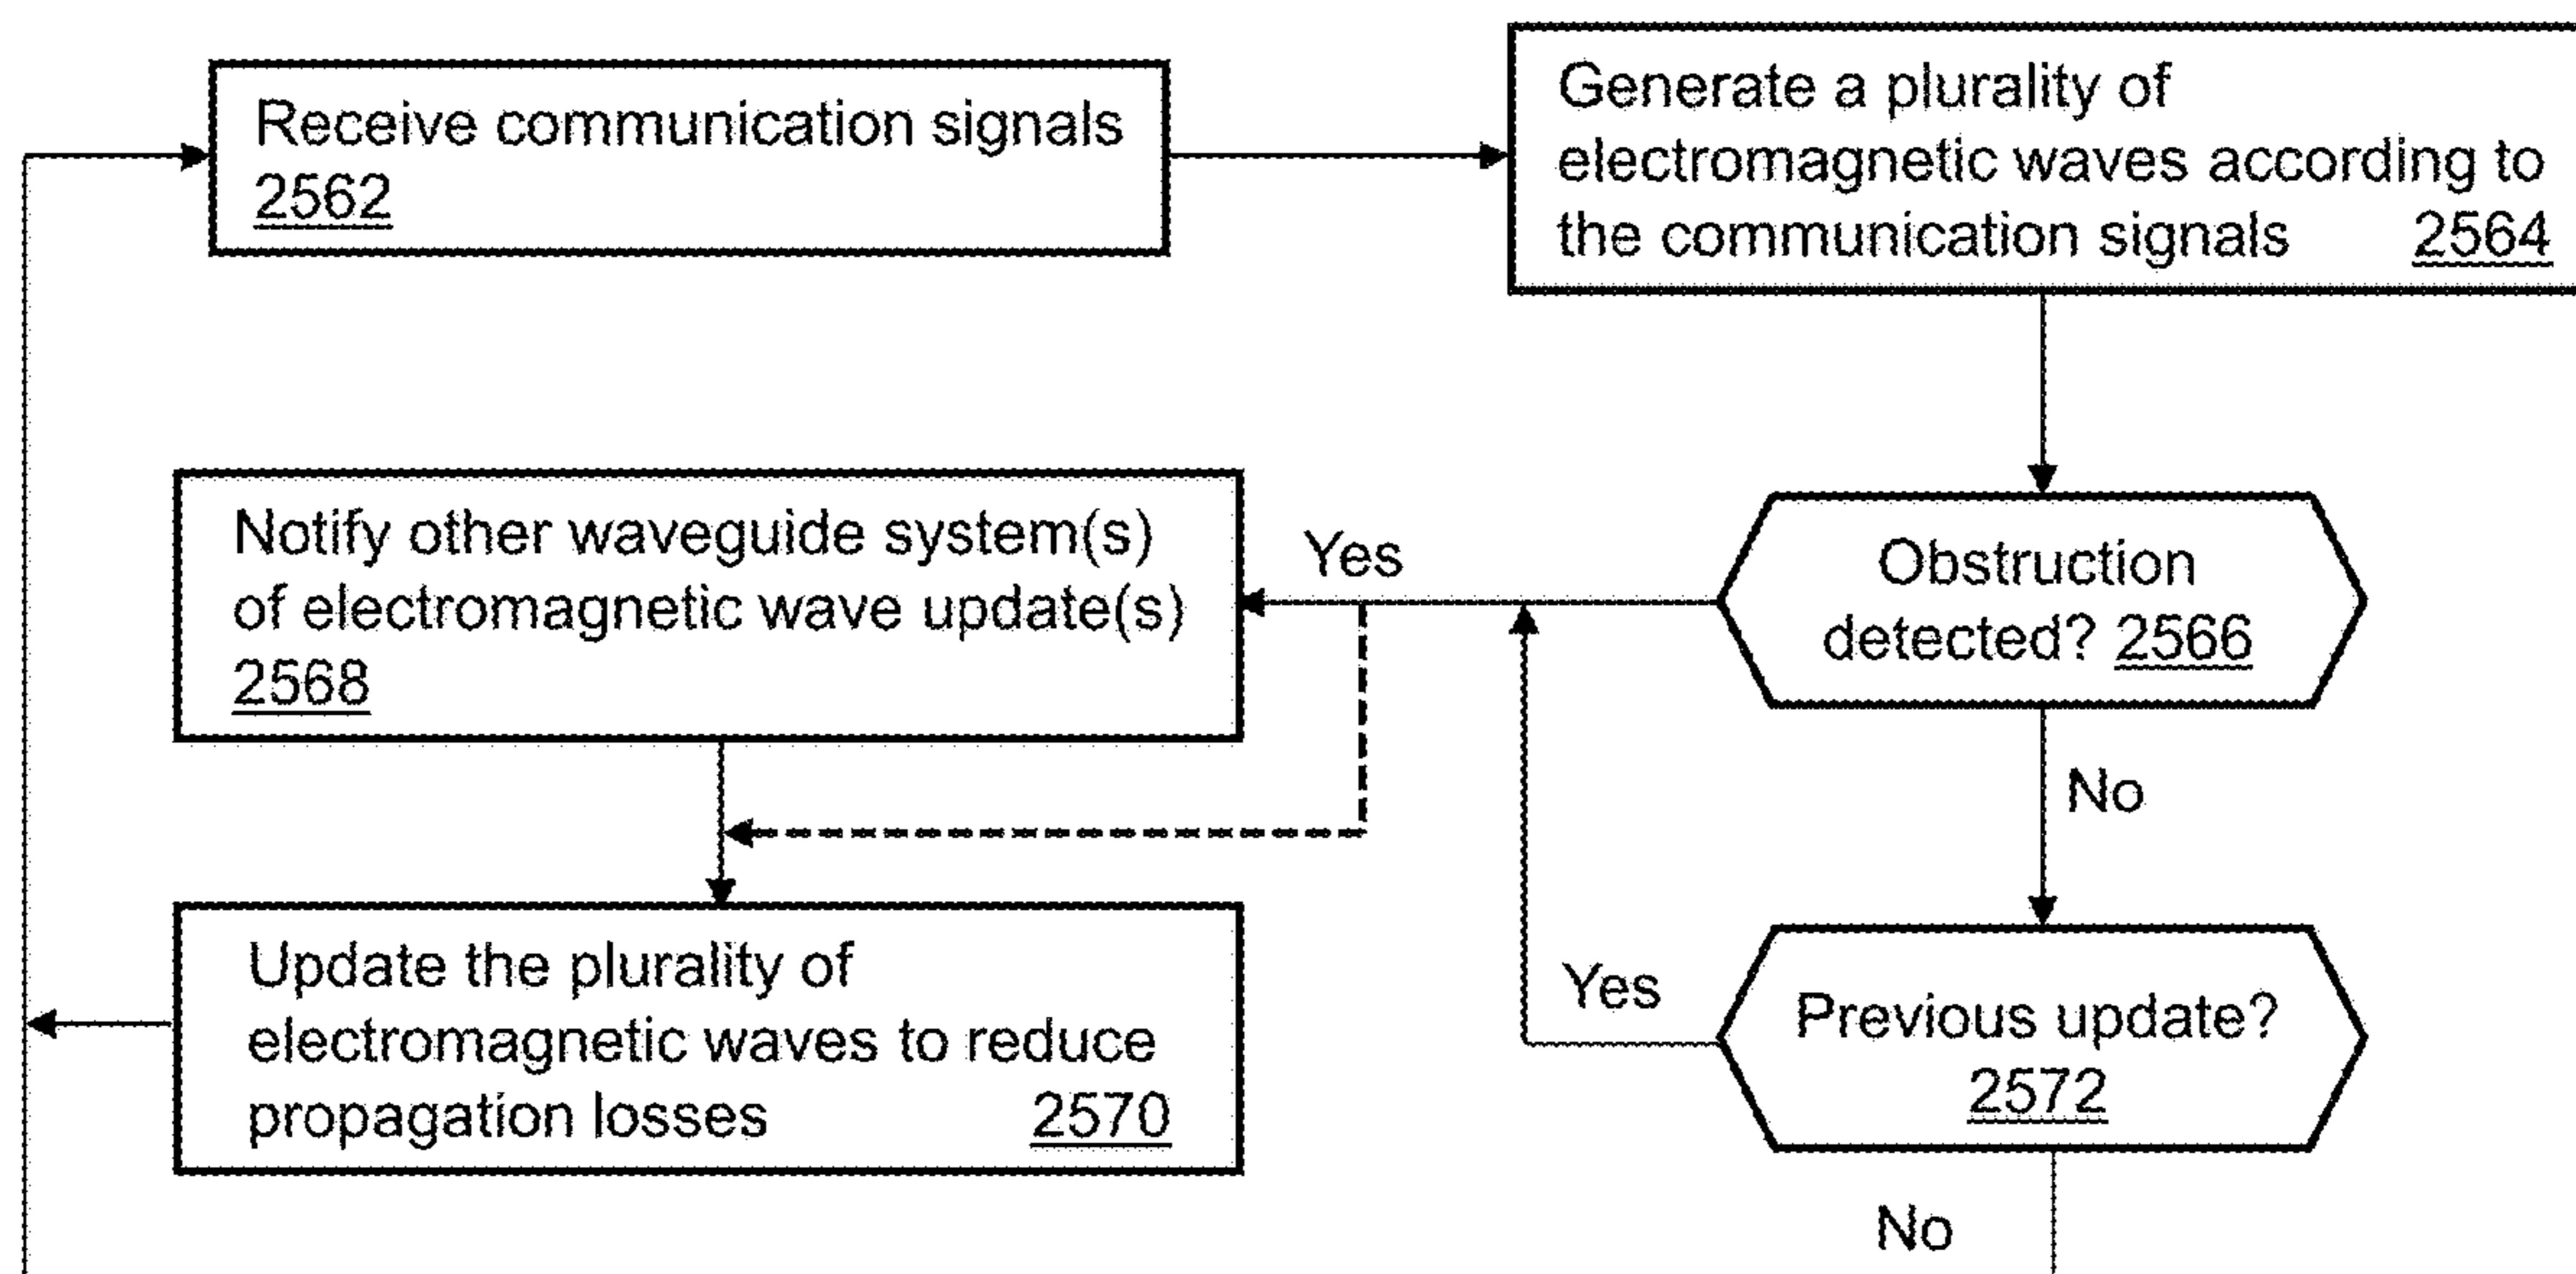 Receive communication signals
2562
Generate a plurality of
electromagnetic waves according to
the communication signals 2564
Notify other waveguide system(s)
of electromagnetic wave update(s)
2568
Yes
Obstruction
detected? 2566
No
Update the plurality of
electromagnetic waves to reduce
propagation losses 2570
Yes
Previous update?
2572
No